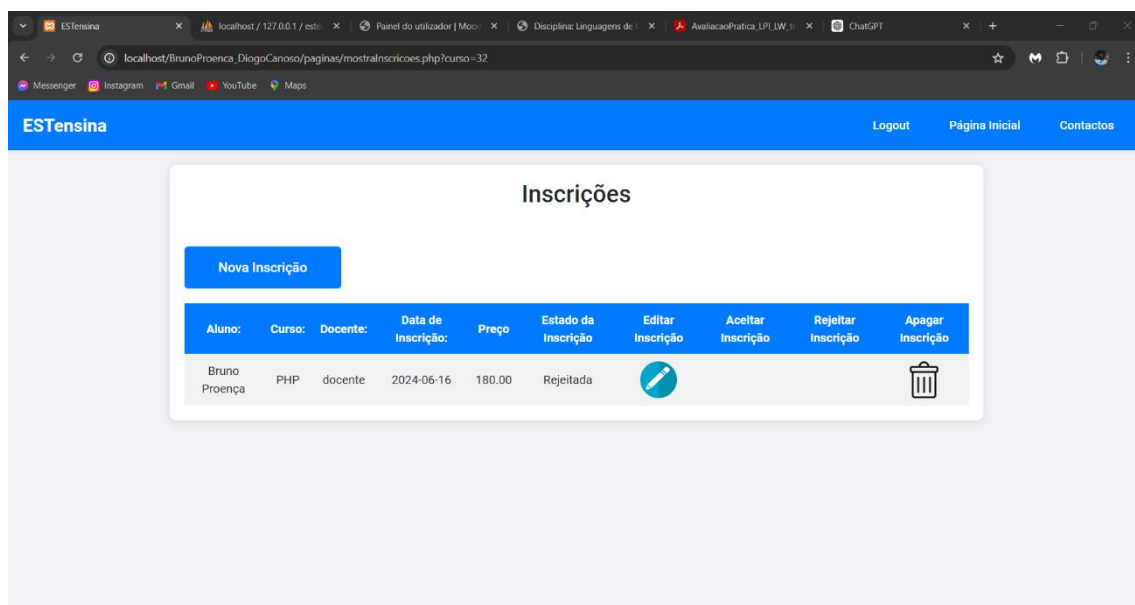 ESTensina
localhost / 127.0.0.1 / este
Painel do utilizador | Moo
Disciplina: Linguagens de
AvaliacaoPratica_LPI_LW_t
ChatGPT
localhost/BrunoProenca_DiogoCanoso/paginas/mostraInscricoes.php?curso=32
Messenger Instagram Gmail YouTube Maps
ESTensina Logout Página Inicial Contactos
Inscrições
Nova Inscrição
Aluno: Curso: Docente: Data de Inscrição: Preço Estado da Inscrição Editar Inscrição Aceitar Inscrição Rejeitar Inscrição Apagar Inscrição
Bruno Proença PHP docente 2024-06-16 180.00 Rejeitada